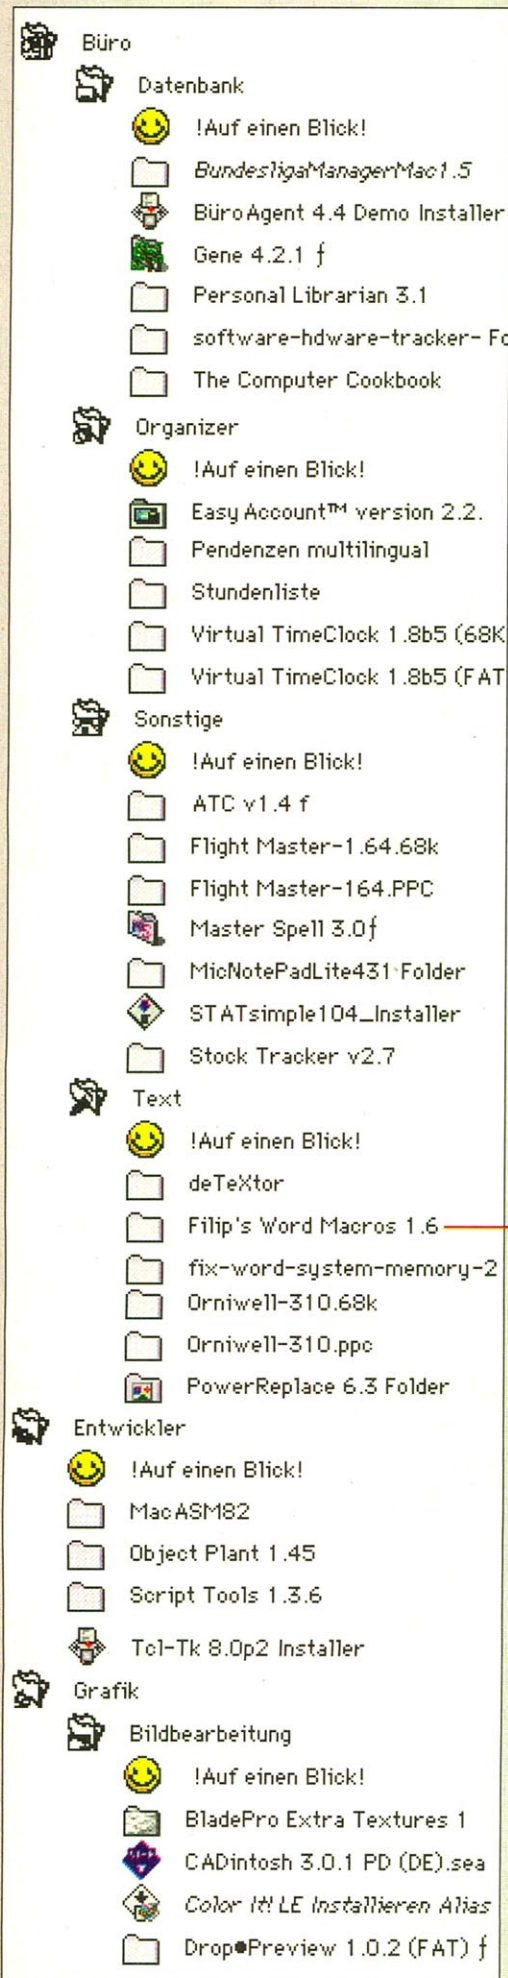 Büro
Datenbank
!Auf einen Blick!
BundesligaManagerMac1.5
BüroAgent 4.4 Demo Installer
Gene 4.2.1 ƒ
Personal Librarian 3.1
software-hdware-tracker- Fo
The Computer Cookbook
Organizer
!Auf einen Blick!
Easy Account™ version 2.2.
Pendenzen multilingual
Stundenliste
Virtual TimeClock 1.8b5 (68K
Virtual TimeClock 1.8b5 (FAT
Sonstige
!Auf einen Blick!
ATC v1.4 f
Flight Master-1.64.68k
Flight Master-164.PPC
Master Spell 3.0ƒ
MicNotePadLite431 Folder
STATsimple104_Installer
Stock Tracker v2.7
Text
!Auf einen Blick!
deTeXtor
Filip's Word Macros 1.6
fix-word-system-memory-2
Orniwell-310.68k
Orniwell-310.ppc
PowerReplace 6.3 Folder
Entwickler
!Auf einen Blick!
MacASM82
Object Plant 1.45
Script Tools 1.3.6
Tcl-Tk 8.0p2 Installer
Grafik
Bildbearbeitung
!Auf einen Blick!
BladePro Extra Textures 1
CADintosh 3.0.1 PD (DE).sea
Color It! LE Installieren Alias
Drop●Preview 1.0.2 (FAT) ƒ